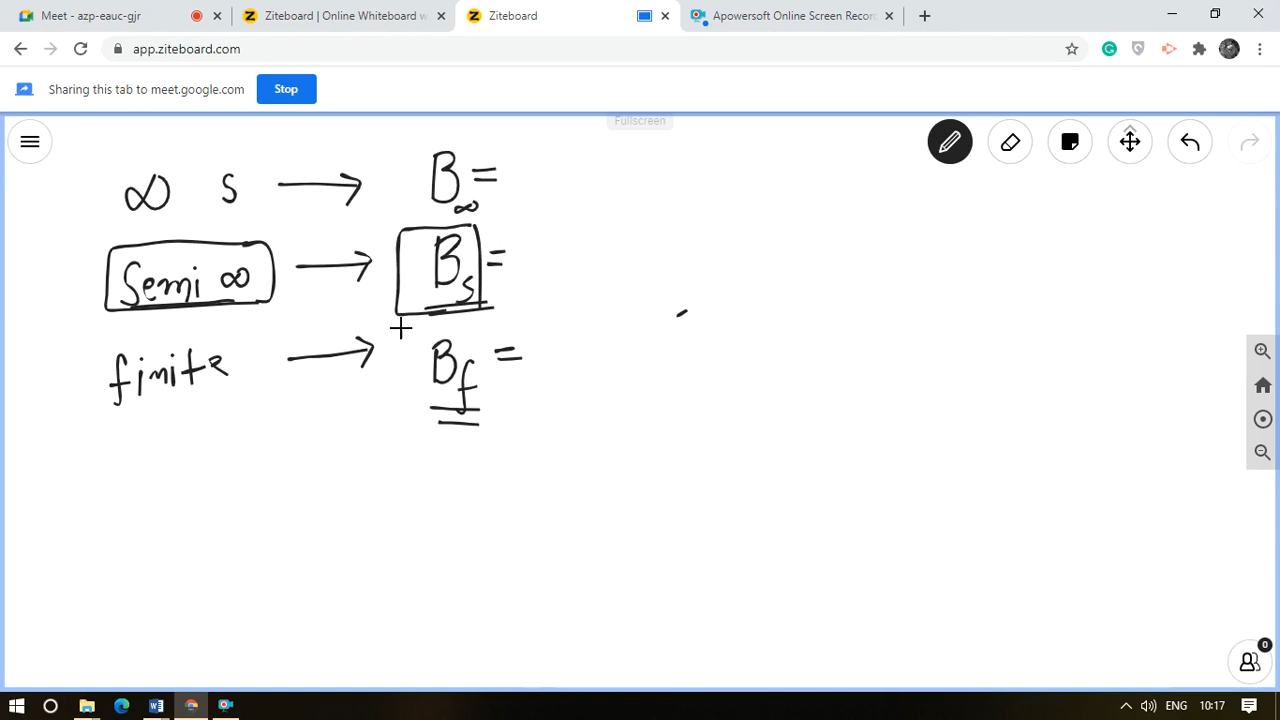 Meet - azp-eauc-gjr
Ziteboard | Online Whiteboard w
Ziteboard
Apowersoft Online Screen Recor
app.ziteboard.com
Sharing this tab to meet.google.com
Stop
Fullscreen
∞ s → B∞ =
Semi ∞ → Bs =
finite → Bf =
0
ENG
10:17